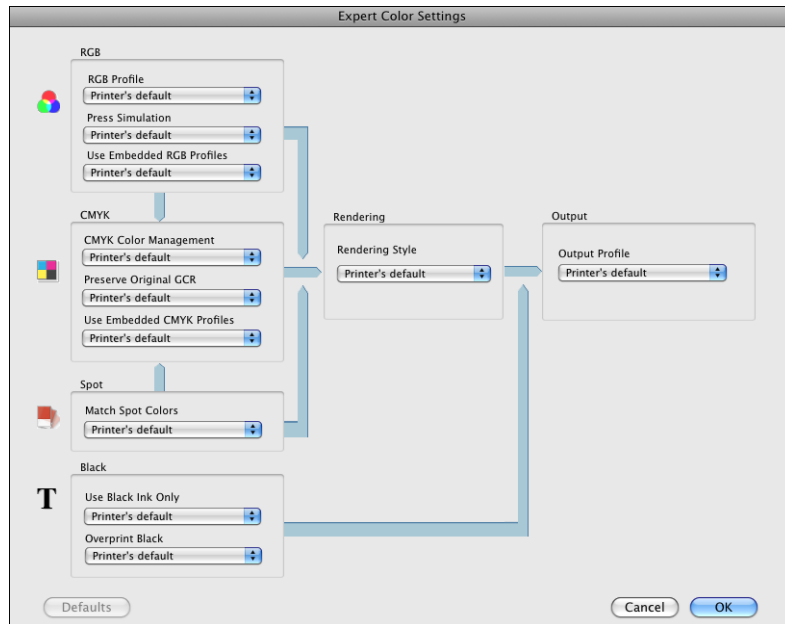 Expert Color Settings
RGB
RGB Profile
Printer's default
Press Simulation
Printer's default
Use Embedded RGB Profiles
Printer's default
CMYK
CMYK Color Management
Printer's default
Preserve Original GCR
Printer's default
Use Embedded CMYK Profiles
Printer's default
Rendering
Rendering Style
Printer's default
Output
Output Profile
Printer's default
Spot
Match Spot Colors
Printer's default
Black
T
Use Black Ink Only
Printer's default
Overprint Black
Printer's default
Defaults
Cancel
OK